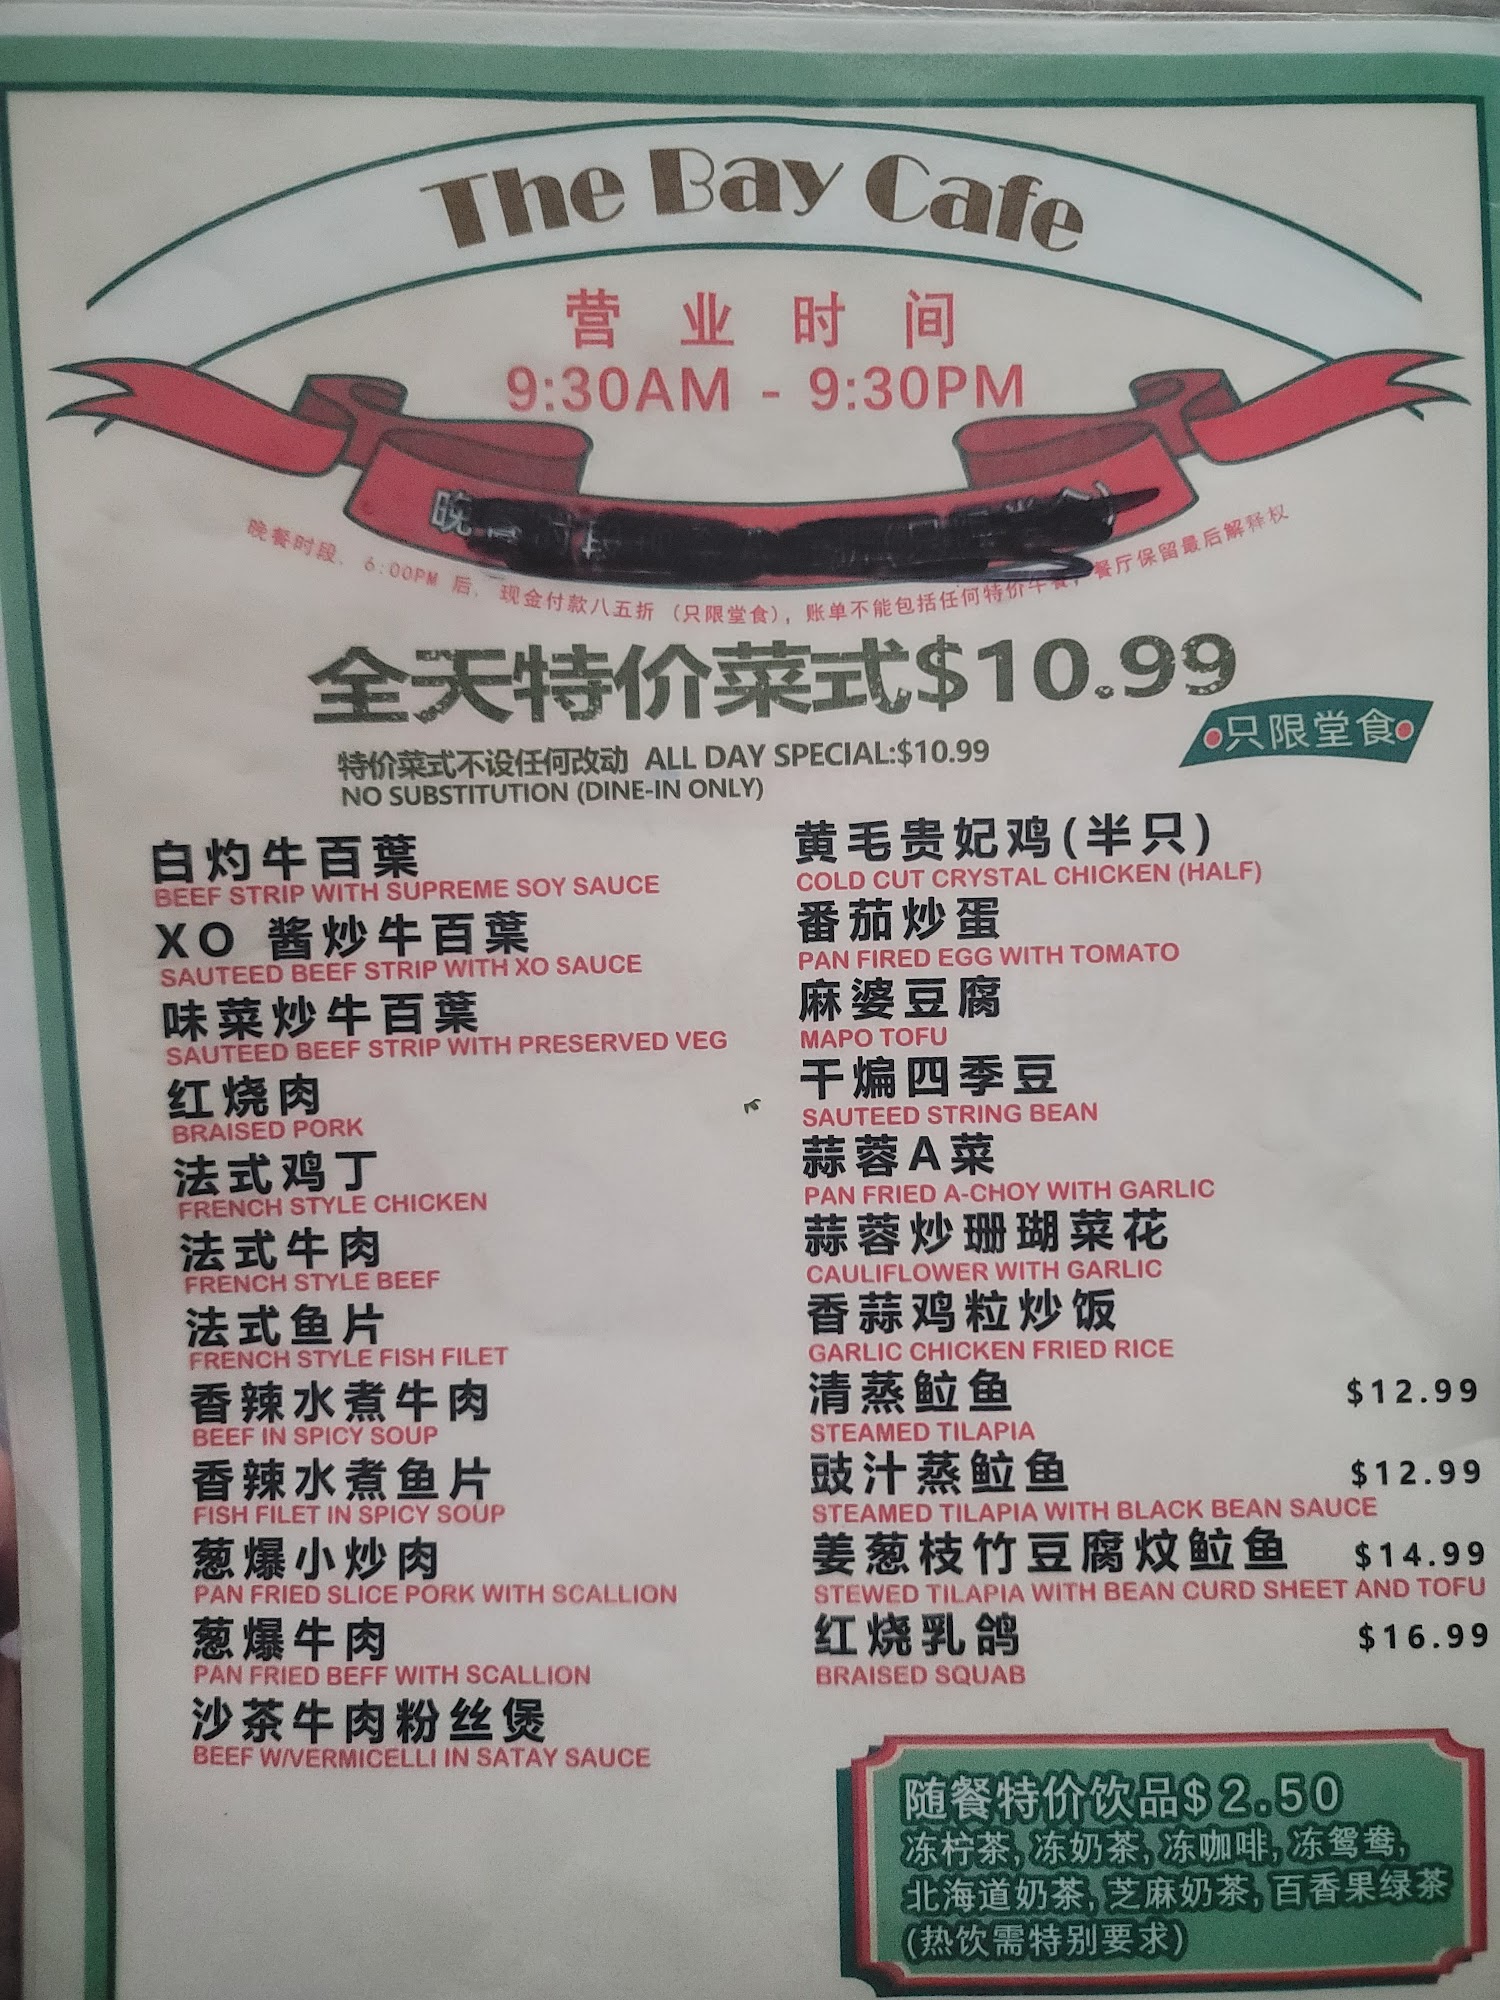 The Bay Cafe
营业时间
9:30AM - 9:30PM
晚
晚餐时段, 6:00PM 后, 现金付款八五折 (只限堂食), 账单不能包括任何特价午餐, 餐厅保留最后解释权
全天特价菜式$10.99
只限堂食
特价菜式不设任何改动 ALL DAY SPECIAL:$10.99
NO SUBSTITUTION (DINE-IN ONLY)
白灼牛百葉
BEEF STRIP WITH SUPREME SOY SAUCE
XO 酱炒牛百葉
SAUTEED BEEF STRIP WITH XO SAUCE
味菜炒牛百葉
SAUTEED BEEF STRIP WITH PRESERVED VEG
红烧肉
BRAISED PORK
法式鸡丁
FRENCH STYLE CHICKEN
法式牛肉
FRENCH STYLE BEEF
法式鱼片
FRENCH STYLE FISH FILET
香辣水煮牛肉
BEEF IN SPICY SOUP
香辣水煮鱼片
FISH FILET IN SPICY SOUP
葱爆小炒肉
PAN FRIED SLICE PORK WITH SCALLION
葱爆牛肉
PAN FRIED BEFF WITH SCALLION
沙茶牛肉粉丝煲
BEEF W/VERMICELLI IN SATAY SAUCE
黄毛贵妃鸡(半只)
COLD CUT CRYSTAL CHICKEN (HALF)
番茄炒蛋
PAN FIRED EGG WITH TOMATO
麻婆豆腐
MAPO TOFU
干煸四季豆
SAUTEED STRING BEAN
蒜蓉A菜
PAN FRIED A-CHOY WITH GARLIC
蒜蓉炒珊瑚菜花
CAULIFLOWER WITH GARLIC
香蒜鸡粒炒饭
GARLIC CHICKEN FRIED RICE
清蒸鲉鱼 $12.99
STEAMED TILAPIA
豉汁蒸鲉鱼 $12.99
STEAMED TILAPIA WITH BLACK BEAN SAUCE
姜葱枝竹豆腐炆鲉鱼 $14.99
STEWED TILAPIA WITH BEAN CURD SHEET AND TOFU
红烧乳鸽 $16.99
BRAISED SQUAB
随餐特价饮品$2.50
冻柠茶, 冻奶茶, 冻咖啡, 冻鸳鸯,
北海道奶茶, 芝麻奶茶, 百香果绿茶
(热饮需特别要求)